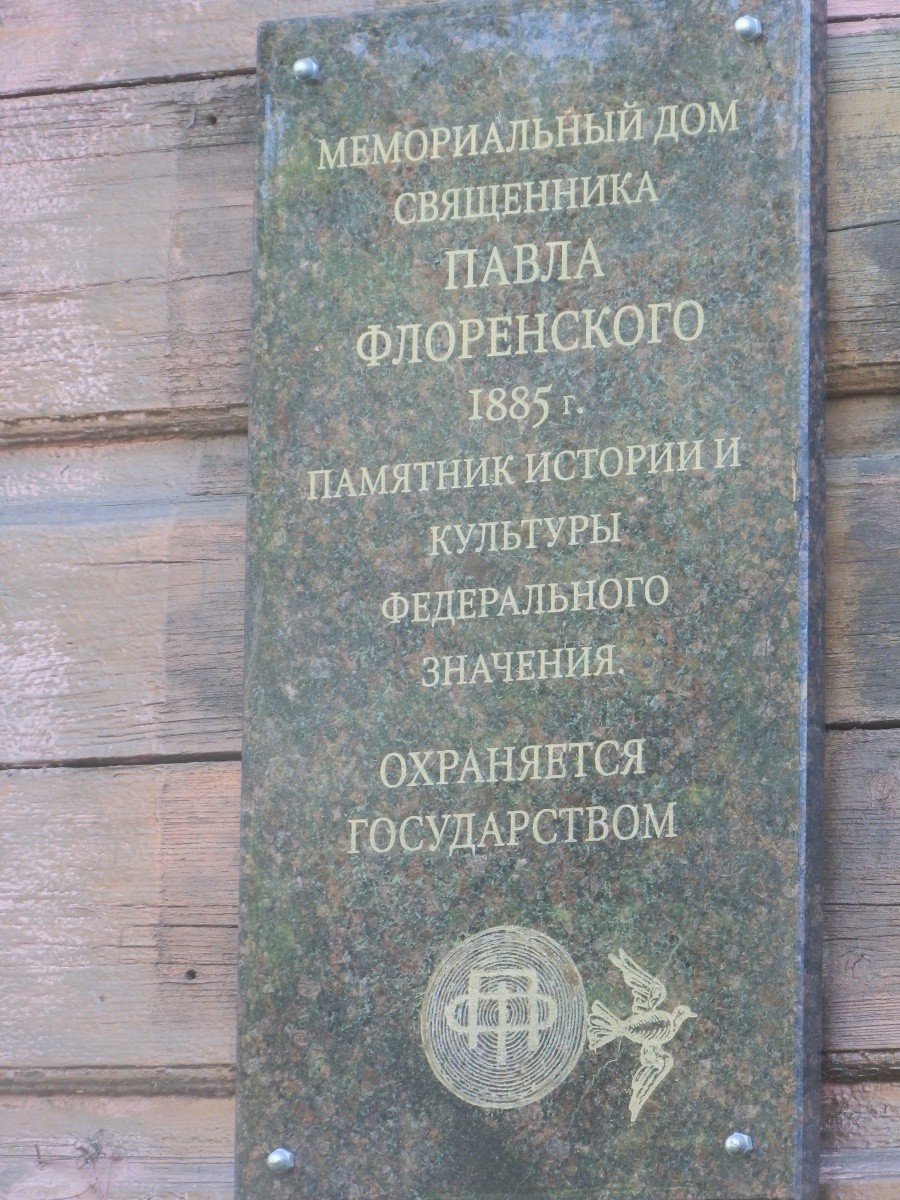 МЕМОРИАЛЬНЫЙ ДОМ
СВЯЩЕННИКА
ПАВЛА
ФЛОРЕНСКОГО
1885 г.
ПАМЯТНИК ИСТОРИИ И
КУЛЬТУРЫ
ФЕДЕРАЛЬНОГО
ЗНАЧЕНИЯ.
ОХРАНЯЕТСЯ
ГОСУДАРСТВОМ